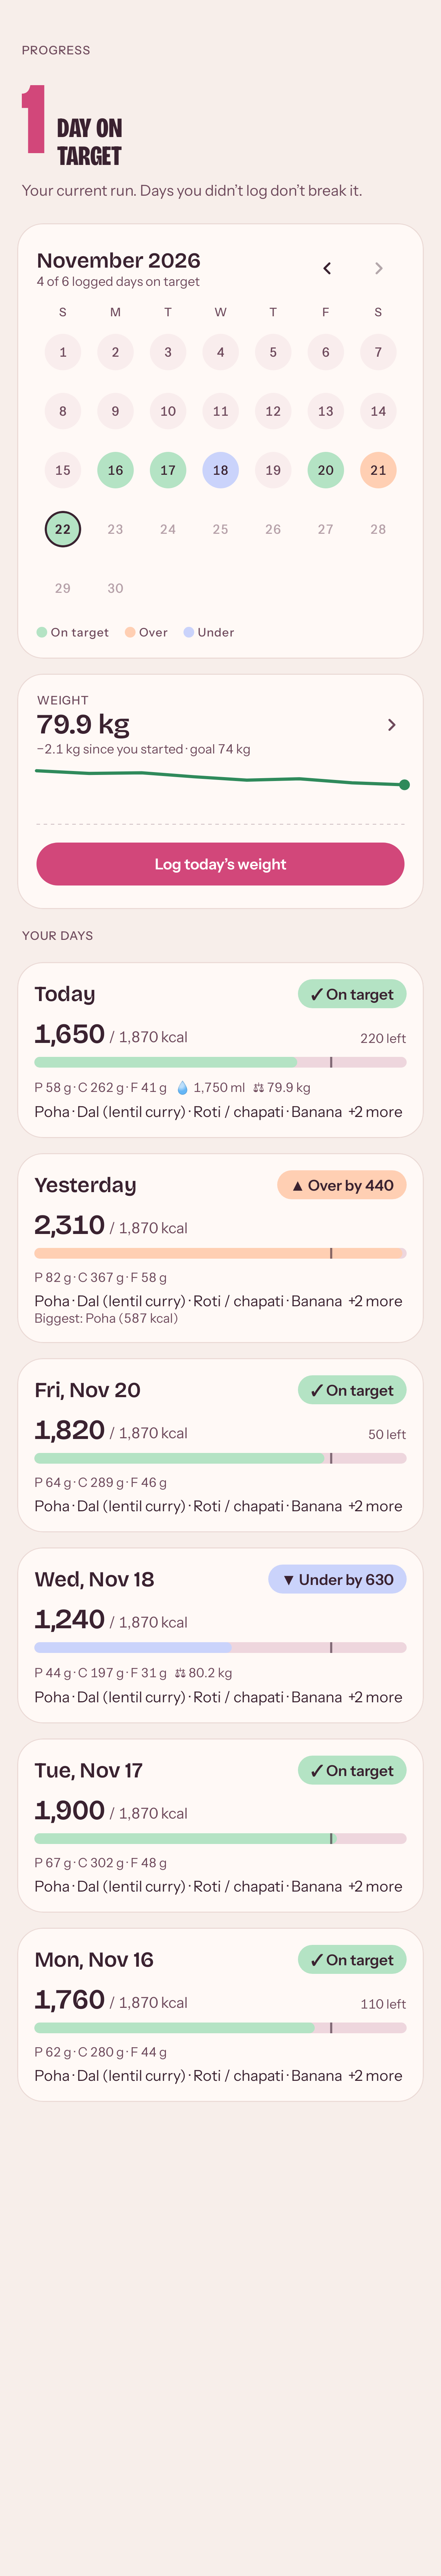 PROGRESS
1 DAY ON
TARGET
Your current run. Days you didn’t log don’t break it.
November 2026
4 of 6 logged days on target
S M T W T F S
1 2 3 4 5 6 7
8 9 10 11 12 13 14
15 16 17 18 19 20 21
22 23 24 25 26 27 28
29 30
On target Over Under
WEIGHT
79.9 kg
−2.1 kg since you started · goal 74 kg
Log today’s weight
YOUR DAYS
Today ✓ On target
1,650 / 1,870 kcal 220 left
P 58 g · C 262 g · F 41 g 💧 1,750 ml ⚖ 79.9 kg
Poha · Dal (lentil curry) · Roti / chapati · Banana +2 more
Yesterday ▲ Over by 440
2,310 / 1,870 kcal
P 82 g · C 367 g · F 58 g
Poha · Dal (lentil curry) · Roti / chapati · Banana +2 more
Biggest: Poha (587 kcal)
Fri, Nov 20 ✓ On target
1,820 / 1,870 kcal 50 left
P 64 g · C 289 g · F 46 g
Poha · Dal (lentil curry) · Roti / chapati · Banana +2 more
Wed, Nov 18 ▼ Under by 630
1,240 / 1,870 kcal
P 44 g · C 197 g · F 31 g ⚖ 80.2 kg
Poha · Dal (lentil curry) · Roti / chapati · Banana +2 more
Tue, Nov 17 ✓ On target
1,900 / 1,870 kcal
P 67 g · C 302 g · F 48 g
Poha · Dal (lentil curry) · Roti / chapati · Banana +2 more
Mon, Nov 16 ✓ On target
1,760 / 1,870 kcal 110 left
P 62 g · C 280 g · F 44 g
Poha · Dal (lentil curry) · Roti / chapati · Banana +2 more